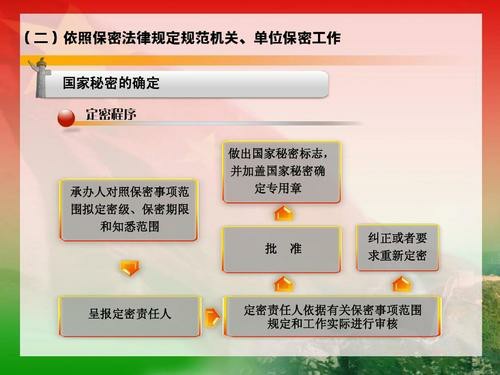 （二）依照保密法律规定规范机关、单位保密工作
国家秘密的确定
定密程序
做出国家秘密标志，
并加盖国家秘密确
定专用章
承办人对照保密事项范
围拟定密级、保密期限
和知悉范围
批 准
纠正或者要
求重新定密
呈报定密责任人
定密责任人依据有关保密事项范围
规定和工作实际进行审核